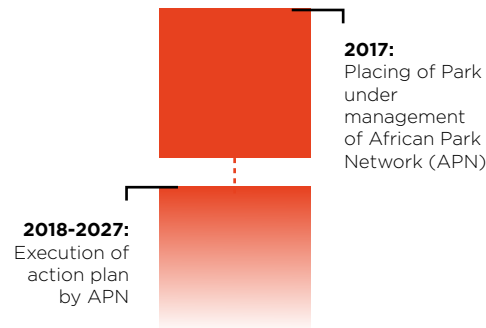 2017:
Placing of Park
under
management
of African Park
Network (APN)
2018-2027:
Execution of
action plan
by APN